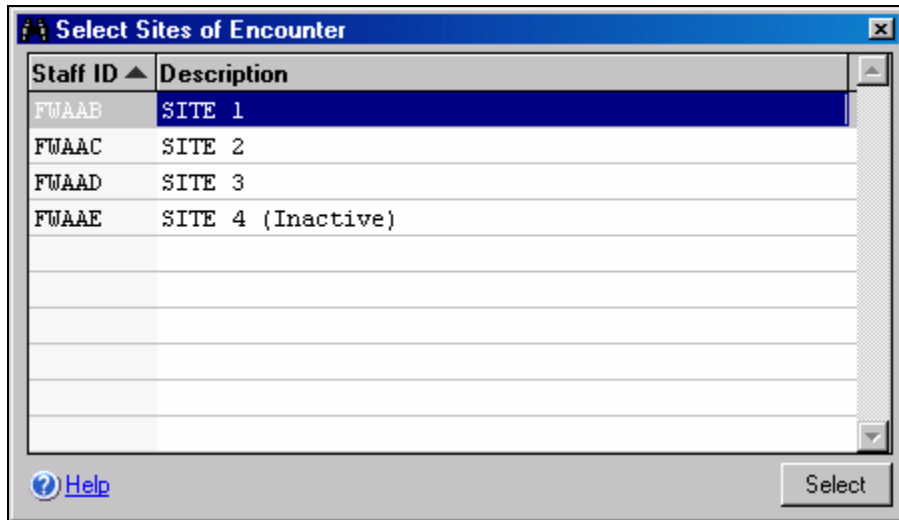 Select Sites of Encounter
Staff ID Description
FWAAB SITE 1
FWAAC SITE 2
FWAAD SITE 3
FWAAE SITE 4 (Inactive)
Help Select